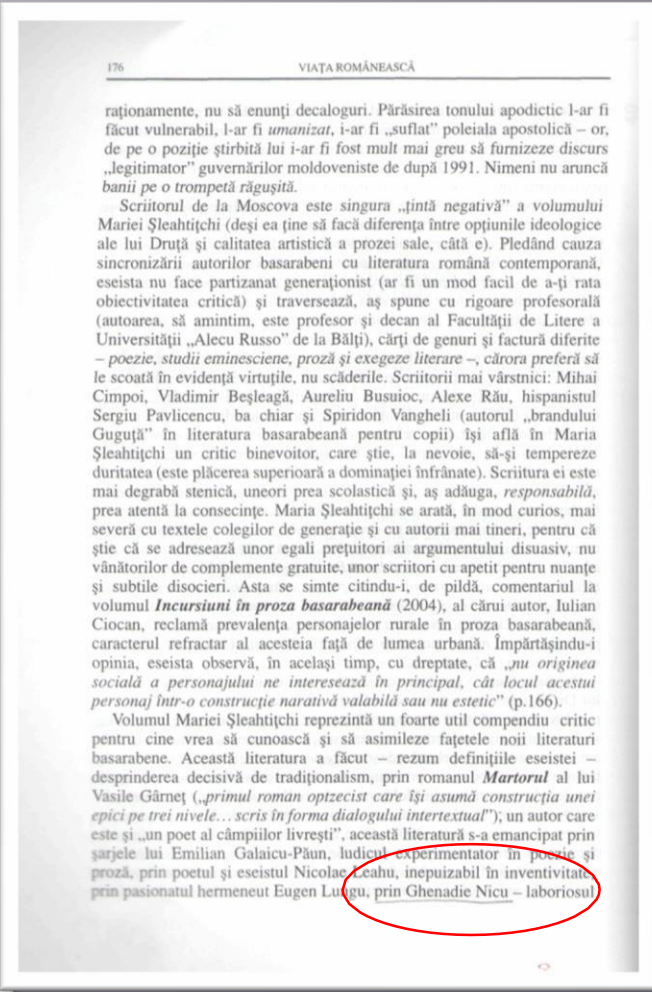 176
VIAȚA ROMÂNEASCĂ
raționamente, nu să enunți decaloguri. Părăsirea tonului apodictic l-ar fi
făcut vulnerabil, l-ar fi umanizat, i-ar fi „suflat” poleiala apostolică – or,
de pe o poziție știrbită lui i-ar fi fost mult mai greu să furnizeze discurs
„legitimator” guvernărilor moldoveniste de după 1991. Nimeni nu aruncă
banii pe o trompetă răgușită.
Scriitorul de la Moscova este singura „țintă negativă” a volumului
Mariei Șleahtițchi (deși ea ține să facă diferența între opțiunile ideologice
ale lui Druță și calitatea artistică a prozei sale, câtă e). Pledând cauza
sincronizării autorilor basarabeni cu literatura română contemporană,
eseista nu face partizanat generaționist (ar fi un mod facil de a-ți rata
obiectivitatea critică) și traversează, aș spune cu rigoare profesorală
(autoarea, să amintim, este profesor și decan al Facultății de Litere a
Universității „Alecu Russo” de la Bălți), cărți de genuri și factură diferite
– poezie, studii eminesciene, proză și exegeze literare –, cărora preferă să
le scoată în evidență virtuțile, nu scăderile. Scriitorii mai vârstnici: Mihai
Cimpoi, Vladimir Beșleagă, Aureliu Busuioc, Alexe Rău, hispanistul
Sergiu Pavlicencu, ba chiar și Spiridon Vangheli (autorul „brandului
Guguță” în literatura basarabeană pentru copii) își află în Maria
Șleahtițchi un critic binevoitor, care știe, la nevoie, să-și tempereze
duritatea (este plăcerea superioară a dominației înfrânate). Scriitura ei este
mai degrabă stenică, uneori prea scolastică și, aș adăuga, responsabilă,
prea atentă la consecințe. Maria Șleahtițchi se arată, în mod curios, mai
severă cu textele colegilor de generație și cu autorii mai tineri, pentru că
știe că se adresează unor egali prețuitori ai argumentului disuasiv, nu
vânătorilor de complemente gratuite, unor scriitori cu apetit pentru nuanțe
și subtile disocieri. Asta se simte citindu-i, de pildă, comentariul la
volumul Incursiuni în proza basarabeană (2004), al cărui autor, Iulian
Ciocan, reclamă prevalența personajelor rurale în proza basarabeană,
caracterul refractar al acesteia față de lumea urbană. Împărtășindu-i
opinia, eseista observă, în același timp, cu dreptate, că „nu originea
socială a personajului ne interesează în principal, cât locul acestui
personaj într-o construcție narativă valabilă sau nu estetic” (p.166).
Volumul Mariei Șleahtițchi reprezintă un foarte util compendiu critic
pentru cine vrea să cunoască și să asimileze fațetele noii literaturi
basarabene. Această literatura a făcut – rezum definițiile eseistei –
desprinderea decisivă de tradiționalism, prin romanul Martorul al lui
Vasile Gârneț („primul roman optzecist care își asumă construcția unei
epici pe trei nivele… scris în forma dialogului intertextual”); un autor care
este și „un poet al câmpiilor livrești”, această literatură s-a emancipat prin
șarjele lui Emilian Galaicu-Păun, ludicul experimentator în poezie și
proză, prin poetul și eseistul Nicolae Leahu, inepuizabil în inventivitate,
prin pasionatul hermeneut Eugen Lungu, prin Ghenadie Nicu – laboriosul